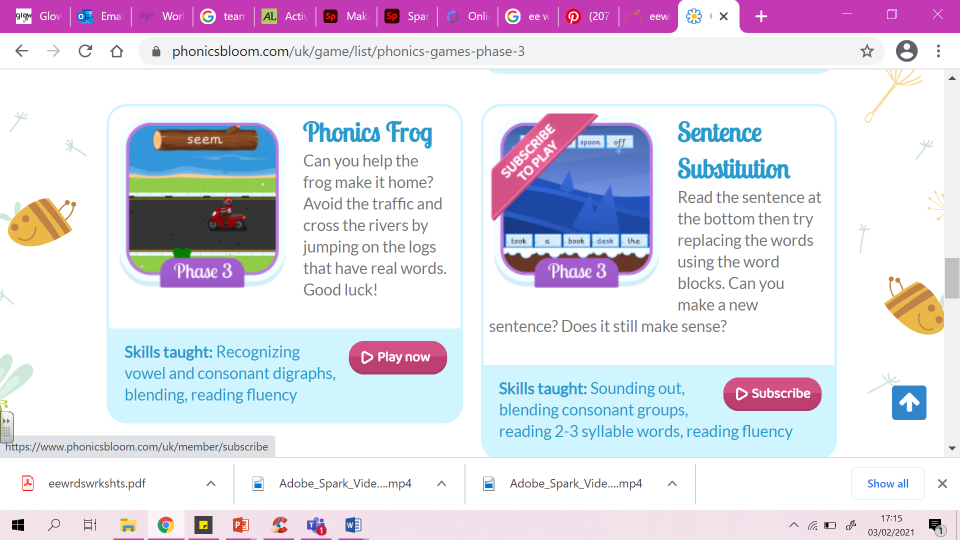 Glow
Ema
Worl
team
Activ
Mak
Spar
Onli
ee w
(207
eew
phonicsbloom.com/uk/game/list/phonics-games-phase-3
seem
Phase 3
Phonics Frog
Can you help the
frog make it home?
Avoid the traffic and
cross the rivers by
jumping on the logs
that have real words.
Good luck!
Skills taught: Recognizing
vowel and consonant digraphs,
blending, reading fluency
Play now
SUBSCRIBE
TO PLAY
spoon off
took a book desk the
Phase 3
Sentence
Substitution
Read the sentence at
the bottom then try
replacing the words
using the word
blocks. Can you
make a new
sentence? Does it still make sense?
Skills taught: Sounding out,
blending consonant groups,
reading 2-3 syllable words, reading fluency
Subscribe
https://www.phonicsbloom.com/uk/member/subscribe
eewrdswrkshts.pdf
Adobe_Spark_Vide....mp4
Adobe_Spark_Vide....mp4
Show all
17:15
03/02/2021